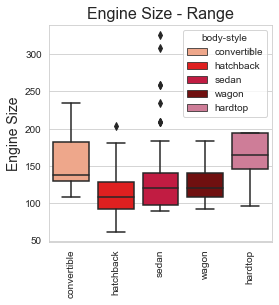 Engine Size - Range
body-style
convertible
hatchback
sedan
wagon
hardtop
Engine Size
300
250
200
150
100
50
convertible
hatchback
sedan
wagon
hardtop